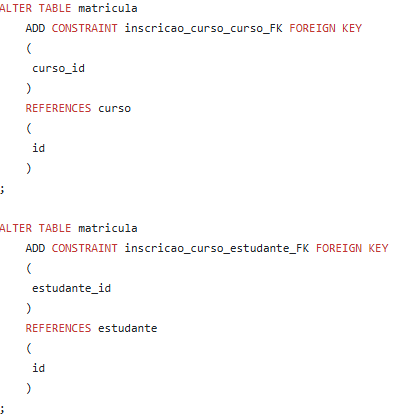 ALTER TABLE matricula
    ADD CONSTRAINT inscricao_curso_curso_FK FOREIGN KEY
    (
     curso_id
    )
    REFERENCES curso
    (
     id
    )
;

ALTER TABLE matricula
    ADD CONSTRAINT inscricao_curso_estudante_FK FOREIGN KEY
    (
     estudante_id
    )
    REFERENCES estudante
    (
     id
    )
;